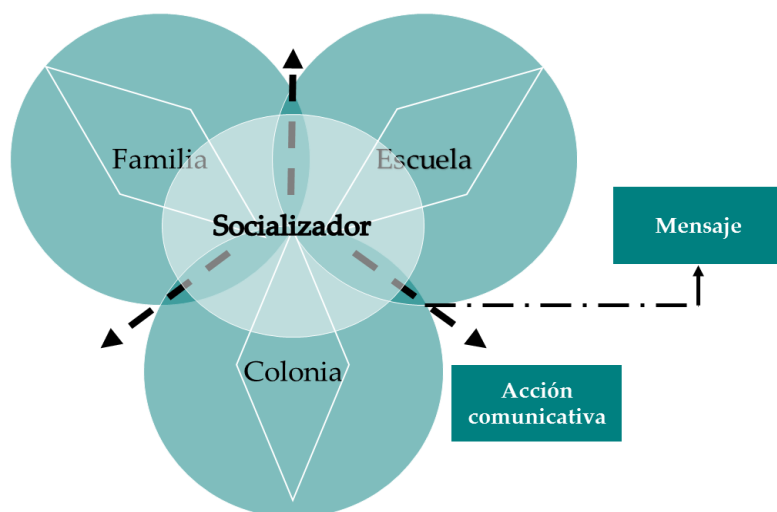 Familia
Escuela
Socializador
Mensaje
Colonia
Acción
comunicativa